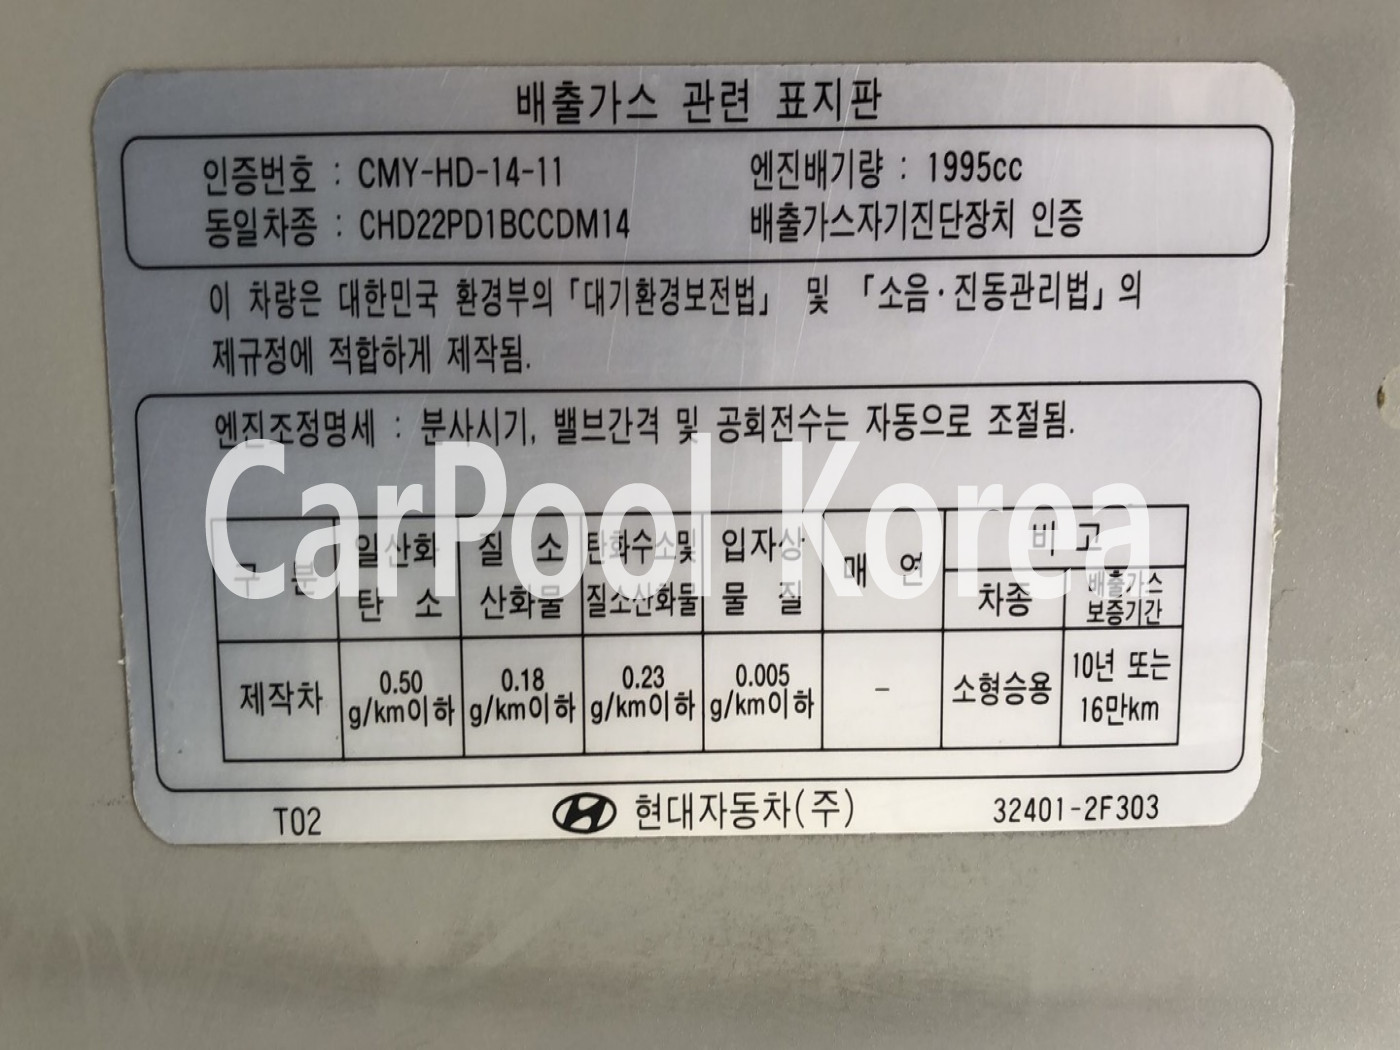 배출가스 관련 표지판
인증번호 : CMY-HD-14-11 엔진배기량 : 1995cc
동일차종 : CHD22PD1BCCDM14 배출가스자기진단장치 인증
이 차량은 대한민국 환경부의 「대기환경보전법」 및 「소음·진동관리법」의
제규정에 적합하게 제작됨.
엔진조정명세 : 분사시기, 밸브간격 및 공회전수는 자동으로 조절됨.
CarPool Korea
구 분 일산화 탄 소 질 소 산화물 탄화수소및 질소산화물 입자상 물 질 매 연 비 고
차종 배출가스 보증기간
제작차 0.50 g/km이하 0.18 g/km이하 0.23 g/km이하 0.005 g/km이하 - 소형승용 10년 또는 16만km
T02 현대자동차(주) 32401-2F303